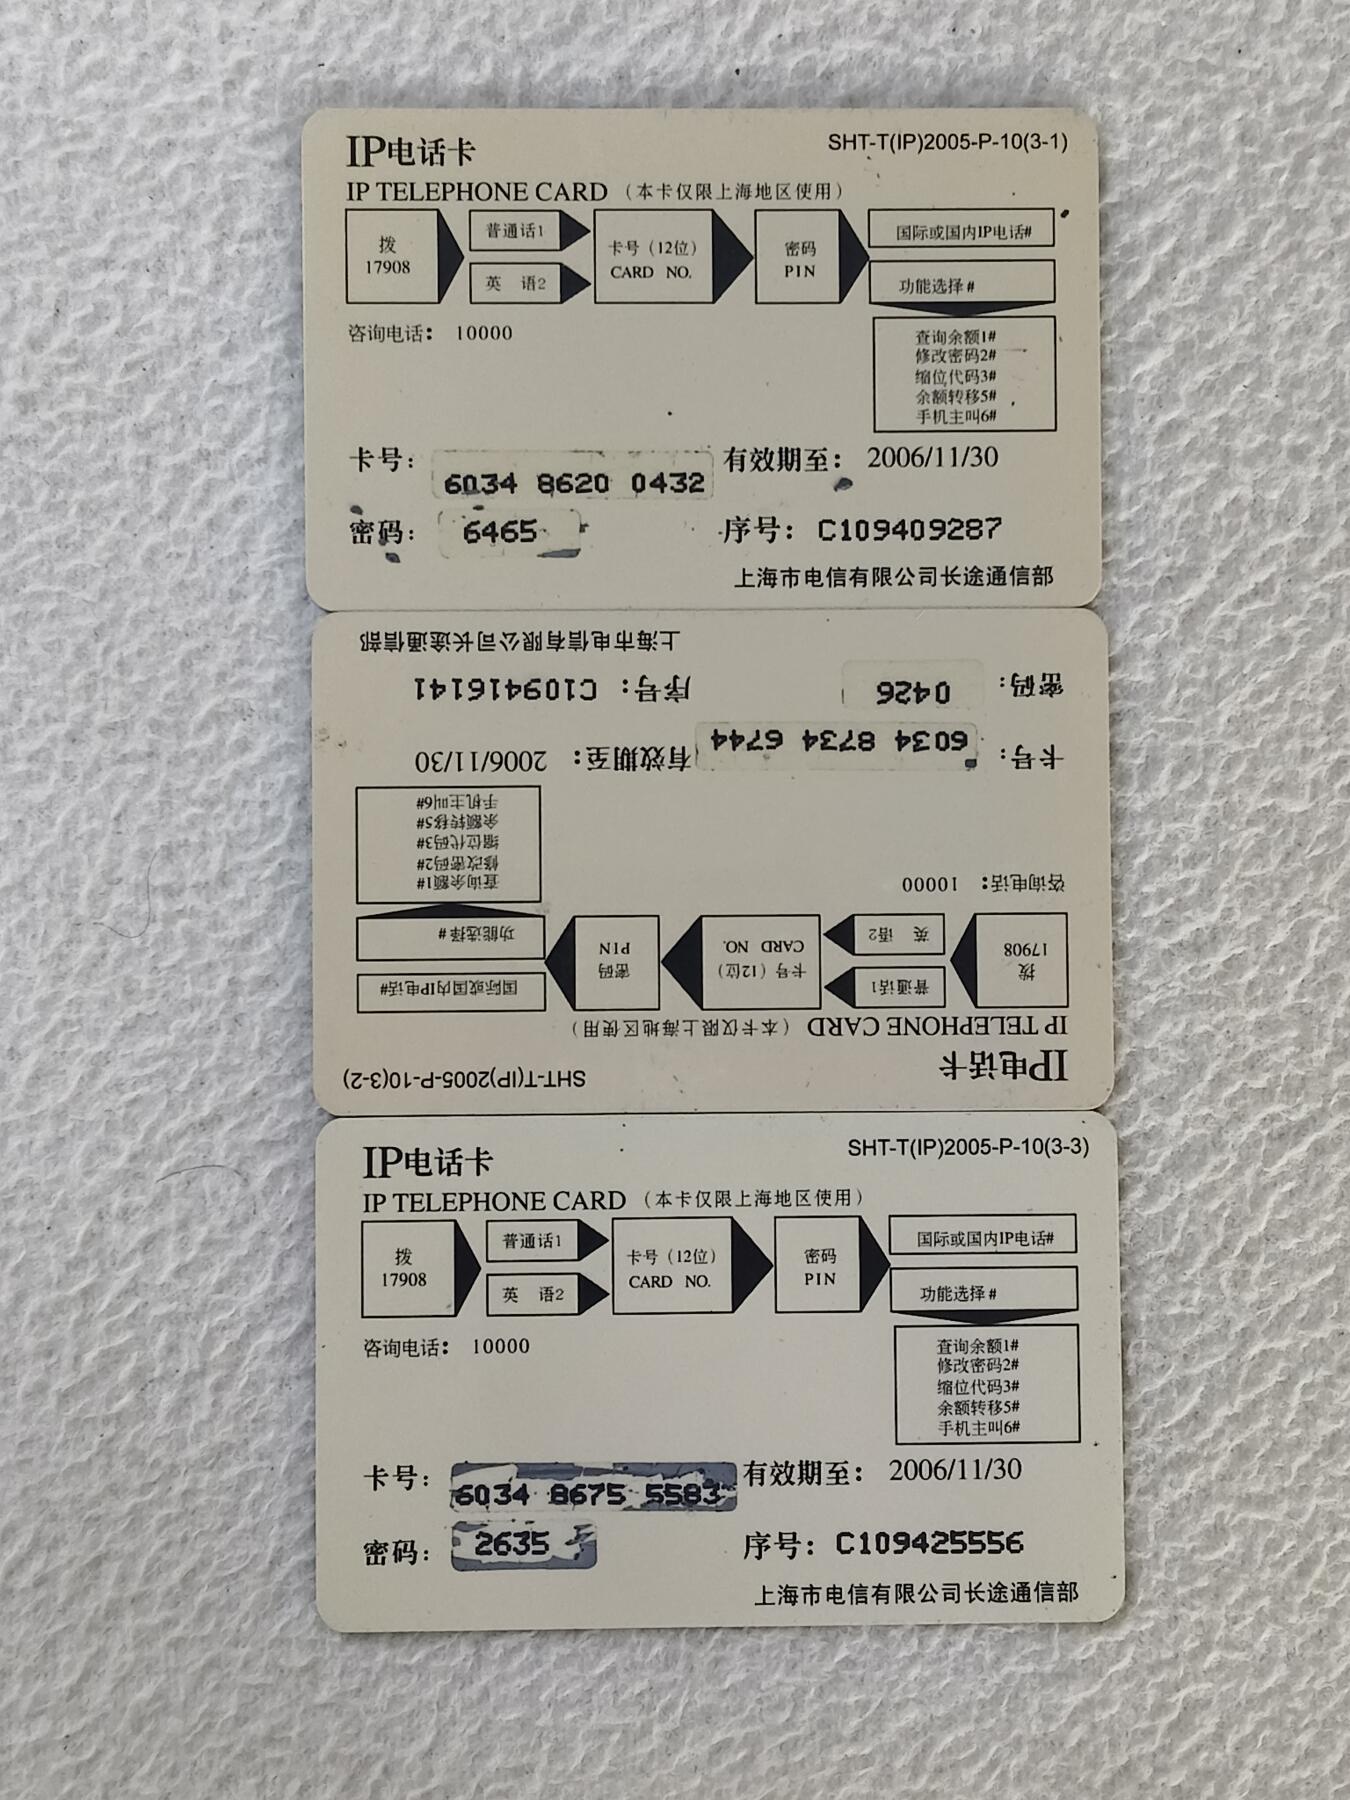 IP电话卡
SHT-T(IP)2005-P-10(3-1)
IP TELEPHONE CARD (本卡仅限上海地区使用)
拨
17908
普通话1
英 语2
卡号 (12位)
CARD NO.
密码
PIN
国际或国内IP电话#
功能选择 #
查询余额1#
修改密码2#
缩位代码3#
余额转移5#
手机主叫6#
咨询电话: 10000
卡号: 6034 8620 0432
有效期至: 2006/11/30
密码: 6465
序号: C109409287
上海市电信有限公司长途通信部
IP电话卡
SHT-T(IP)2005-P-10(3-2)
IP TELEPHONE CARD (本卡仅限上海地区使用)
拨
17908
普通话1
英 语2
卡号 (12位)
CARD NO.
密码
PIN
国际或国内IP电话#
功能选择 #
查询余额1#
修改密码2#
缩位代码3#
余额转移5#
手机主叫6#
咨询电话: 10000
卡号: 6034 8734 6744
有效期至: 2006/11/30
密码: 0426
序号: C109416141
上海市电信有限公司长途通信部
IP电话卡
SHT-T(IP)2005-P-10(3-3)
IP TELEPHONE CARD (本卡仅限上海地区使用)
拨
17908
普通话1
英 语2
卡号 (12位)
CARD NO.
密码
PIN
国际或国内IP电话#
功能选择 #
查询余额1#
修改密码2#
缩位代码3#
余额转移5#
手机主叫6#
咨询电话: 10000
卡号: 6034 8675 5583
有效期至: 2006/11/30
密码: 2635
序号: C109425556
上海市电信有限公司长途通信部